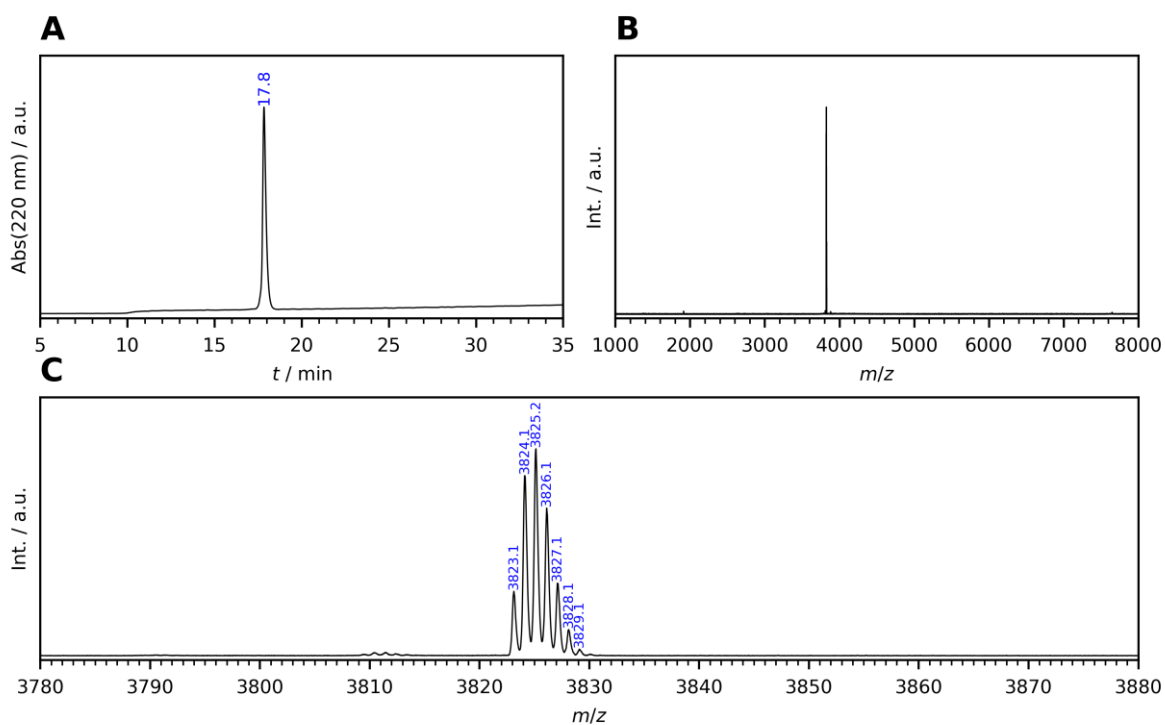 A
Abs(220 nm) / a.u.
17.8
5 10 15 20 25 30 35
t / min
B
Int. / a.u.
1000 2000 3000 4000 5000 6000 7000 8000
m/z
C
Int. / a.u.
3823.1
3824.1
3825.2
3826.1
3827.1
3828.1
3829.1
3780 3790 3800 3810 3820 3830 3840 3850 3860 3870 3880
m/z